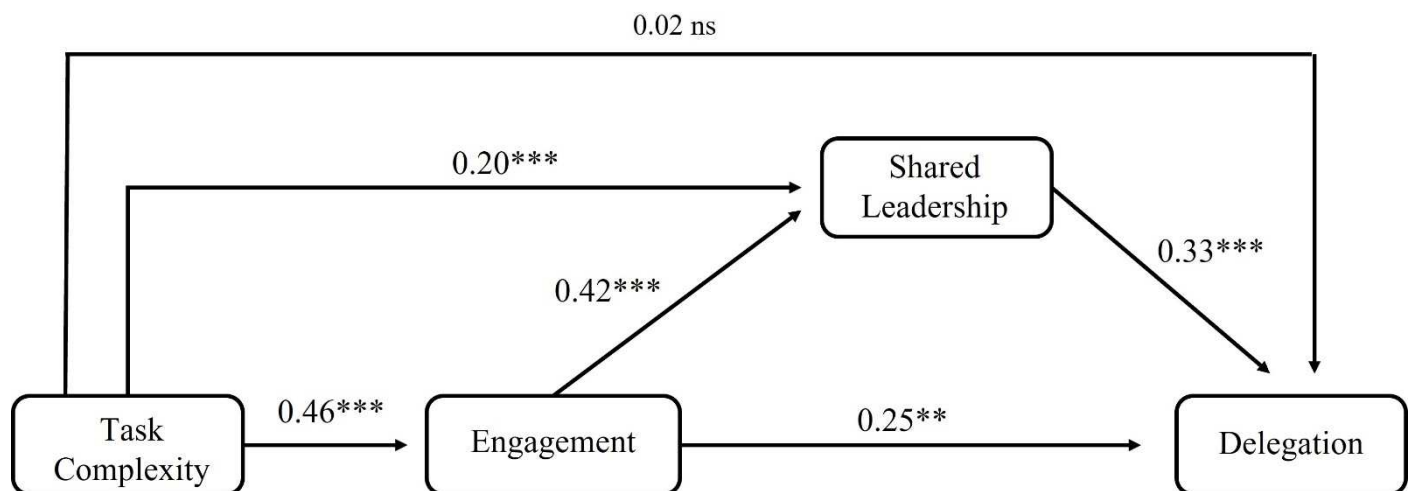 0.02 ns
0.20***
Shared
Leadership
0.33***
0.42***
Task
Complexity
0.46***
Engagement
0.25**
Delegation